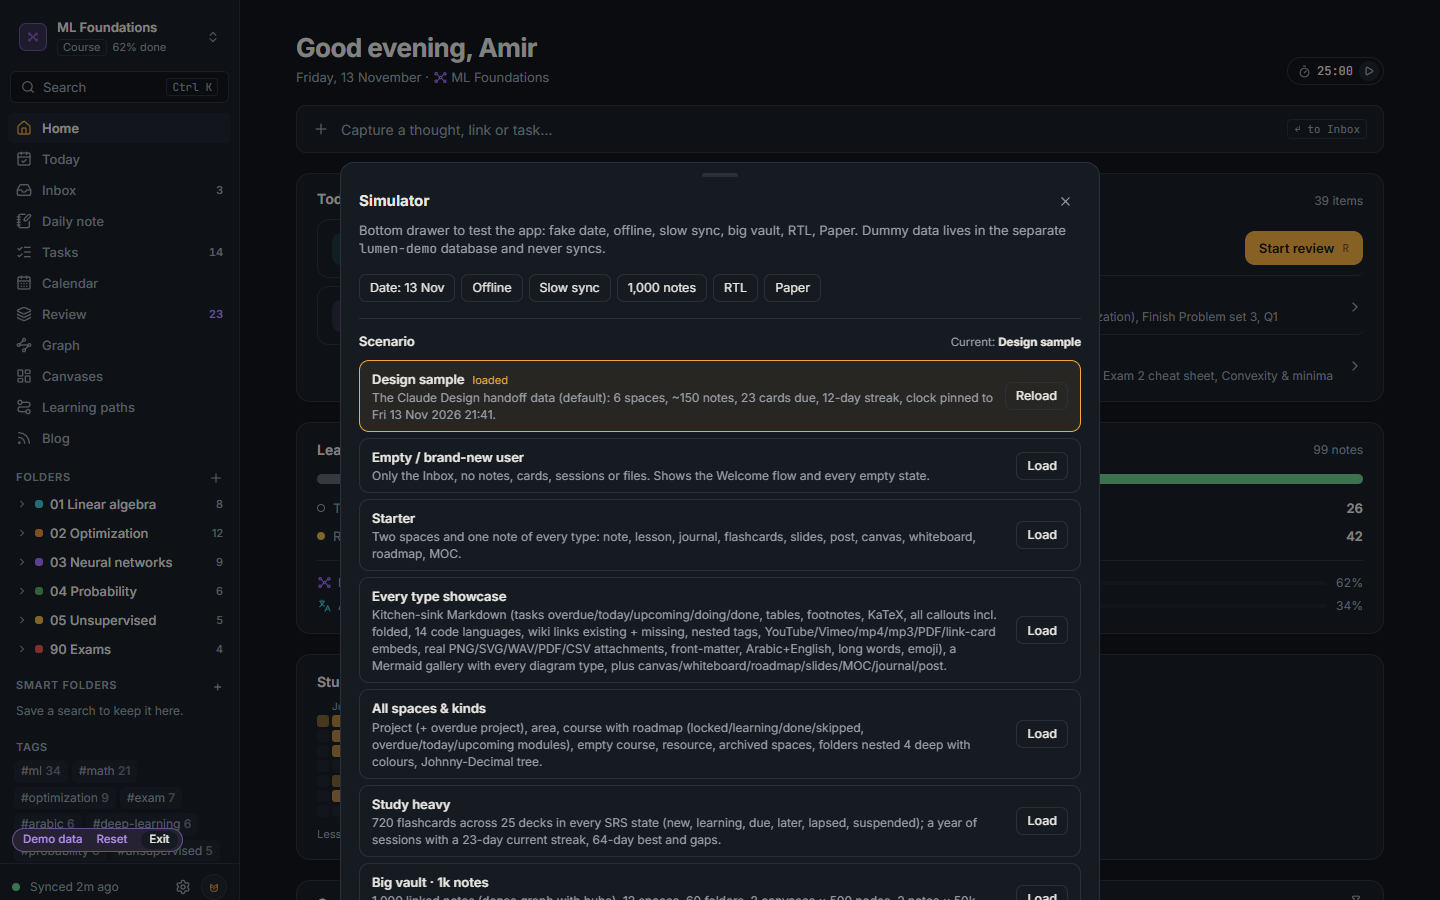 ML Foundations
Course 62% done
Search Ctrl K
Home
Today
Inbox 3
Daily note
Tasks 14
Calendar
Review 23
Graph
Canvases
Learning paths
Blog
FOLDERS
01 Linear algebra 8
02 Optimization 12
03 Neural networks 9
04 Probability 6
05 Unsupervised 5
90 Exams 4
SMART FOLDERS
Save a search to keep it here.
TAGS
#ml 34 #math 21
#optimization 9 #exam 7
#arabic 6 #deep-learning 6
Demo data Reset Exit
#probability 6 #unsupervised 5
Synced 2m ago
Good evening, Amir
Friday, 13 November · ML Foundations
25:00
Capture a thought, link or task...
↵ to Inbox
39 items
Start review R
Finish Problem set 3, Q1
Exam 2 cheat sheet, Convexity & minima
99 notes
26
42
62%
34%
Simulator
Bottom drawer to test the app: fake date, offline, slow sync, big vault, RTL, Paper. Dummy data lives in the separate
lumen-demo database and never syncs.
Date: 13 Nov Offline Slow sync 1,000 notes RTL Paper
Scenario Current: Design sample
Design sample loaded
The Claude Design handoff data (default): 6 spaces, ~150 notes, 23 cards due, 12-day streak, clock pinned to
Fri 13 Nov 2026 21:41.
Reload
Empty / brand-new user
Only the Inbox, no notes, cards, sessions or files. Shows the Welcome flow and every empty state.
Load
Starter
Two spaces and one note of every type: note, lesson, journal, flashcards, slides, post, canvas, whiteboard,
roadmap, MOC.
Load
Every type showcase
Kitchen-sink Markdown (tasks overdue/today/upcoming/doing/done, tables, footnotes, KaTeX, all callouts incl.
folded, 14 code languages, wiki links existing + missing, nested tags, YouTube/Vimeo/mp4/mp3/PDF/link-card
embeds, real PNG/SVG/WAV/PDF/CSV attachments, front-matter, Arabic+English, long words, emoji), a
Mermaid gallery with every diagram type, plus canvas/whiteboard/roadmap/slides/MOC/journal/post.
Load
All spaces & kinds
Project (+ overdue project), area, course with roadmap (locked/learning/done/skipped,
overdue/today/upcoming modules), empty course, resource, archived spaces, folders nested 4 deep with
colours, Johnny-Decimal tree.
Load
Study heavy
720 flashcards across 25 decks in every SRS state (new, learning, due, later, lapsed, suspended); a year of
sessions with a 23-day current streak, 64-day best and gaps.
Load
Big vault · 1k notes
Load